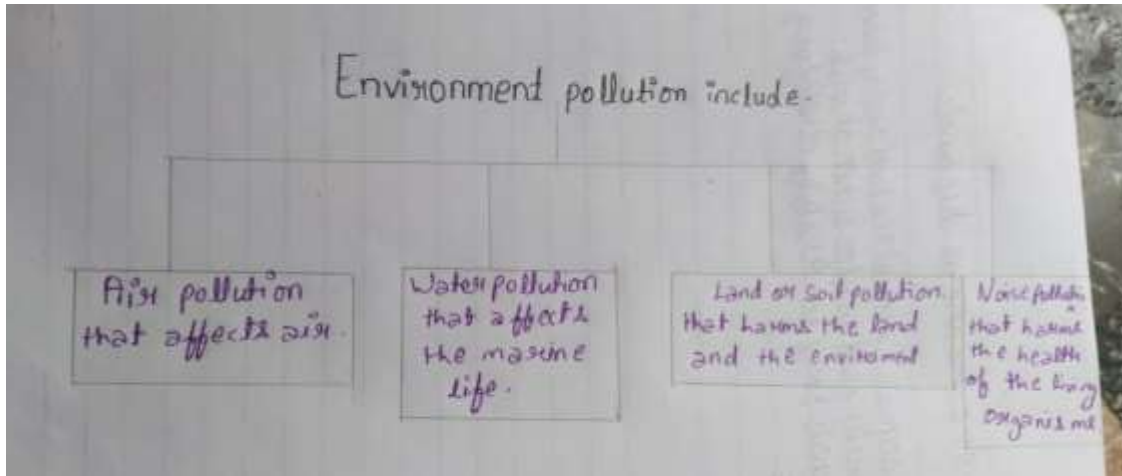 Environment pollution include.
Air pollution
that affects air.
Water pollution
that affects
the marine
life.
Land or soil pollution.
that harms the land
and the enviroment
Noise pollution
that harms
the health
of the living
organisms